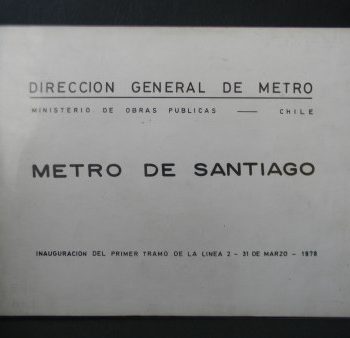 DIRECCION GENERAL DE METRO
MINISTERIO DE OBRAS PUBLICAS — CHILE
METRO DE SANTIAGO
INAUGURACION DEL PRIMER TRAMO DE LA LINEA 2 - 31 DE MARZO - 1978